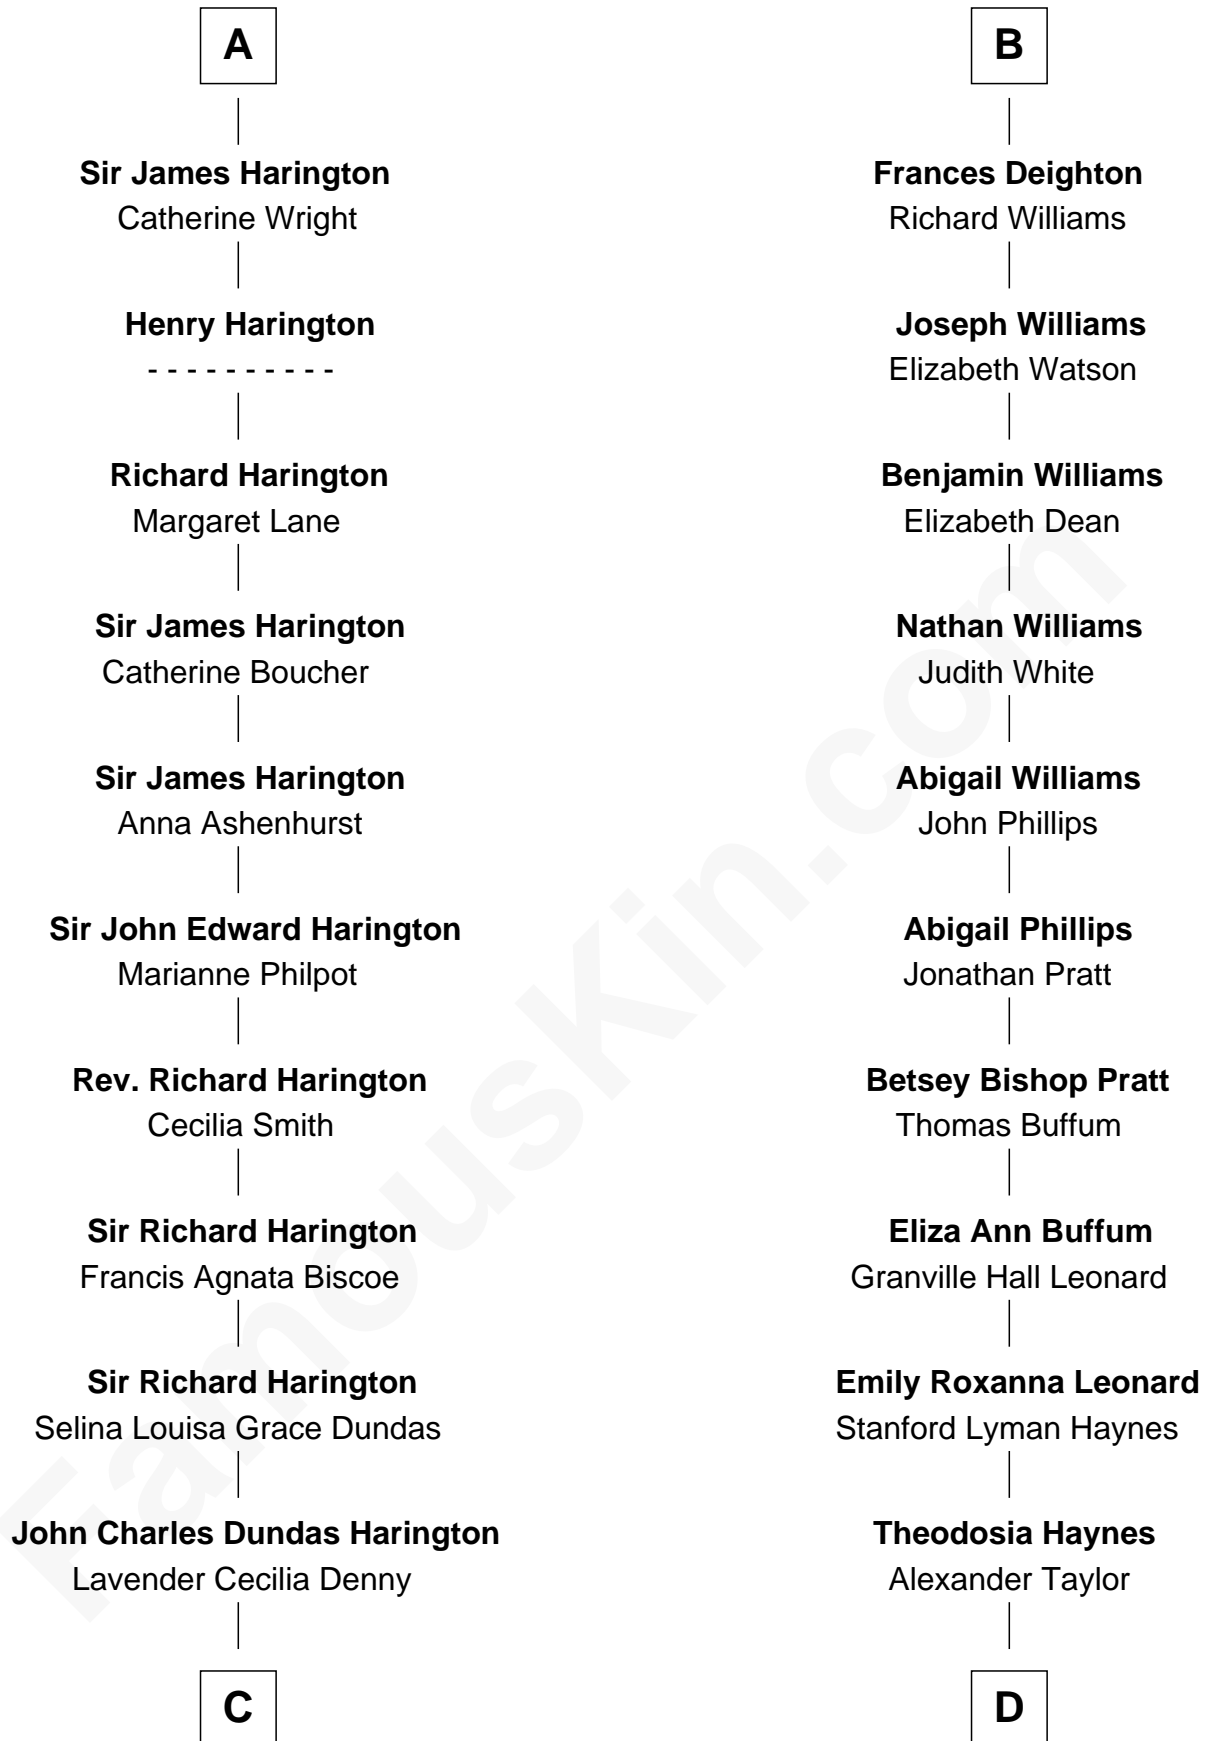 A
Sir James Harington
Catherine Wright
Henry Harington
- - - - - - - - - -
Richard Harington
Margaret Lane
Sir James Harington
Catherine Boucher
Sir James Harington
Anna Ashenhurst
Sir John Edward Harington
Marianne Philpot
Rev. Richard Harington
Cecilia Smith
Sir Richard Harington
Francis Agnata Biscoe
Sir Richard Harington
Selina Louisa Grace Dundas
John Charles Dundas Harington
Lavender Cecilia Denny
C
B
Frances Deighton
Richard Williams
Joseph Williams
Elizabeth Watson
Benjamin Williams
Elizabeth Dean
Nathan Williams
Judith White
Abigail Williams
John Phillips
Abigail Phillips
Jonathan Pratt
Betsey Bishop Pratt
Thomas Buffum
Eliza Ann Buffum
Granville Hall Leonard
Emily Roxanna Leonard
Stanford Lyman Haynes
Theodosia Haynes
Alexander Taylor
D
FamousKin.com